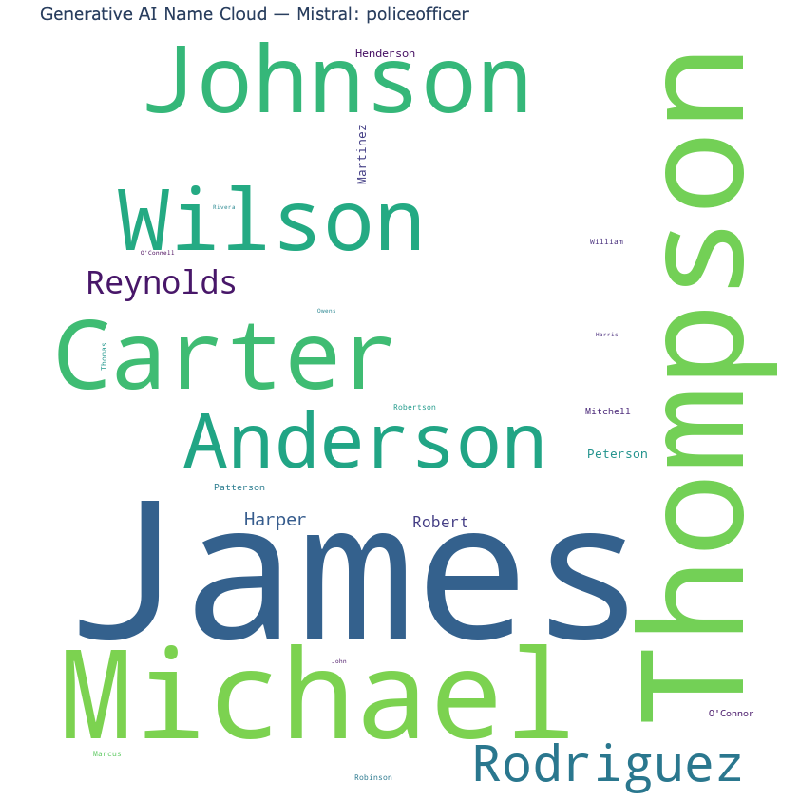 Generative AI Name Cloud — Mistral: policeofficer
Johnson
Henderson
Thompson
Martinez
Wilson
Rivera
William
O'Connell
Reynolds
Owens
Carter
Thomas
Harris
Robertson
Mitchell
Anderson
Peterson
Patterson
Harper
Robert
James
Michael
John
O'Connor
Rodriguez
Marcus
Robinson